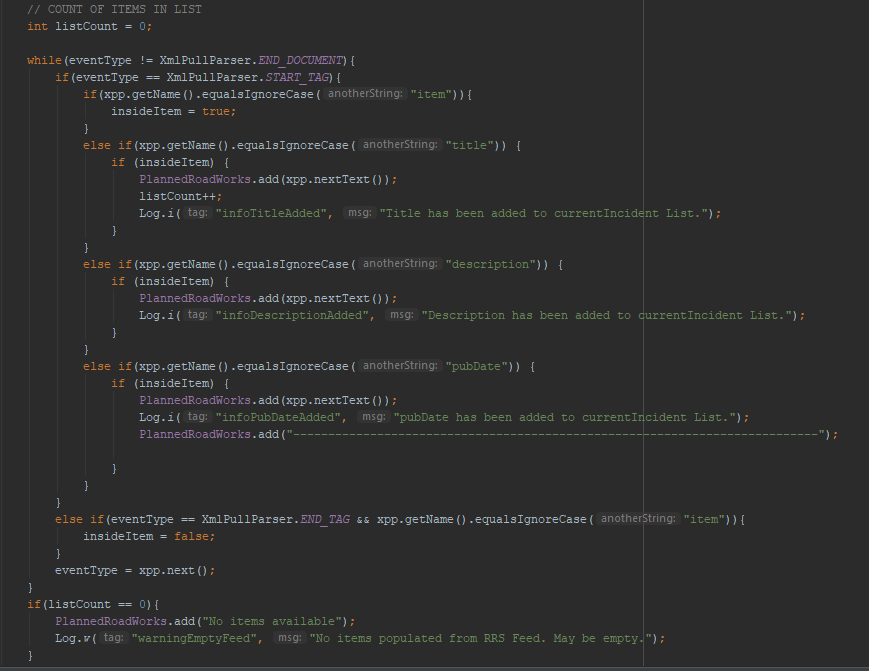 // COUNT OF ITEMS IN LIST
int listCount = 0;
while(eventType != XmlPullParser.END_DOCUMENT){
if(eventType == XmlPullParser.START_TAG){
if(xpp.getName().equalsIgnoreCase( anotherString: "item")){
insideItem = true;
}
else if(xpp.getName().equalsIgnoreCase( anotherString: "title")) {
if (insideItem) {
PlannedRoadWorks.add(xpp.nextText());
listCount++;
Log.i( tag: "infoTitleAdded", msg: "Title has been added to currentIncident List.");
}
}
else if(xpp.getName().equalsIgnoreCase( anotherString: "description")) {
if (insideItem) {
PlannedRoadWorks.add(xpp.nextText());
Log.i( tag: "infoDescriptionAdded", msg: "Description has been added to currentIncident List.");
}
}
else if(xpp.getName().equalsIgnoreCase( anotherString: "pubDate")) {
if (insideItem) {
PlannedRoadWorks.add(xpp.nextText());
Log.i( tag: "infoPubDateAdded", msg: "pubDate has been added to currentIncident List.");
PlannedRoadWorks.add("---------------------------------------------------------------------------");
}
}
}
else if(eventType == XmlPullParser.END_TAG && xpp.getName().equalsIgnoreCase( anotherString: "item")){
insideItem = false;
}
eventType = xpp.next();
}
if(listCount == 0){
PlannedRoadWorks.add("No items available");
Log.w( tag: "warningEmptyFeed", msg: "No items populated from RRS Feed. May be empty.");
}